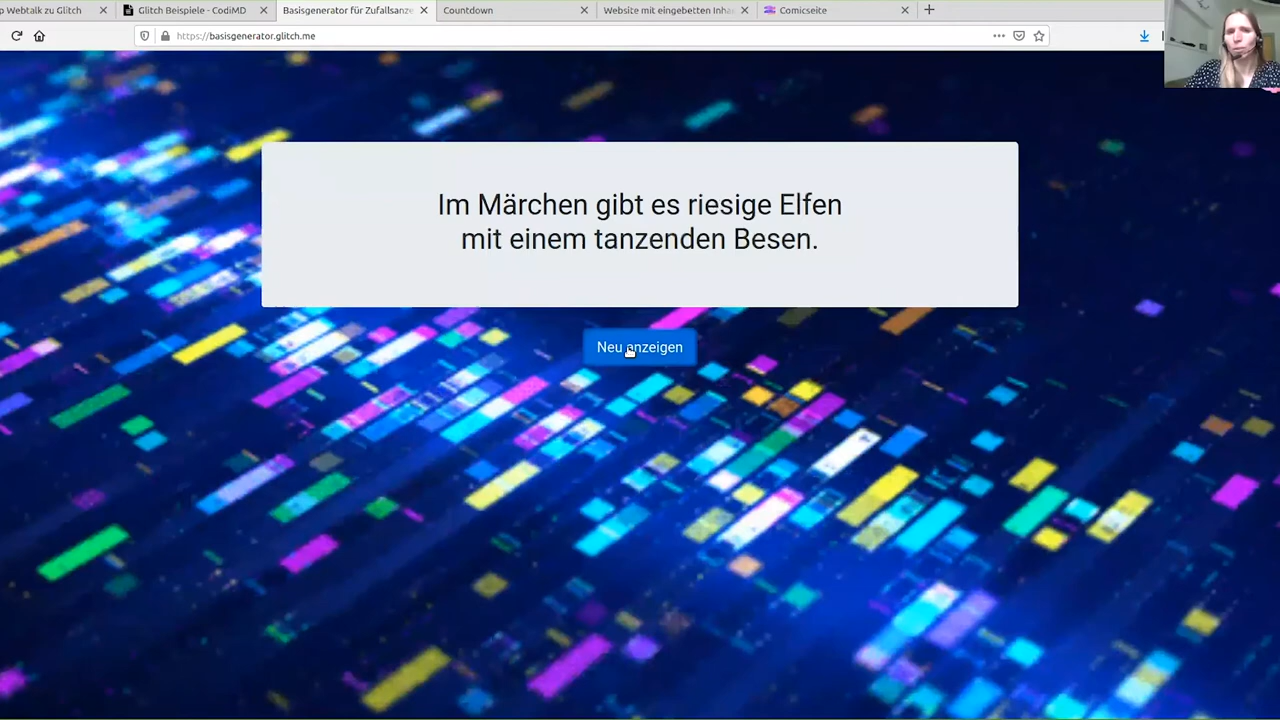 p Webtalk zu Glitch
Glitch Beispiele - CodiMD
Basisgenerator für Zufallsanze
Countdown
Website mit eingebetten Inha
Comicseite
https://basisgenerator.glitch.me
Im Märchen gibt es riesige Elfen
mit einem tanzenden Besen.
Neu anzeigen